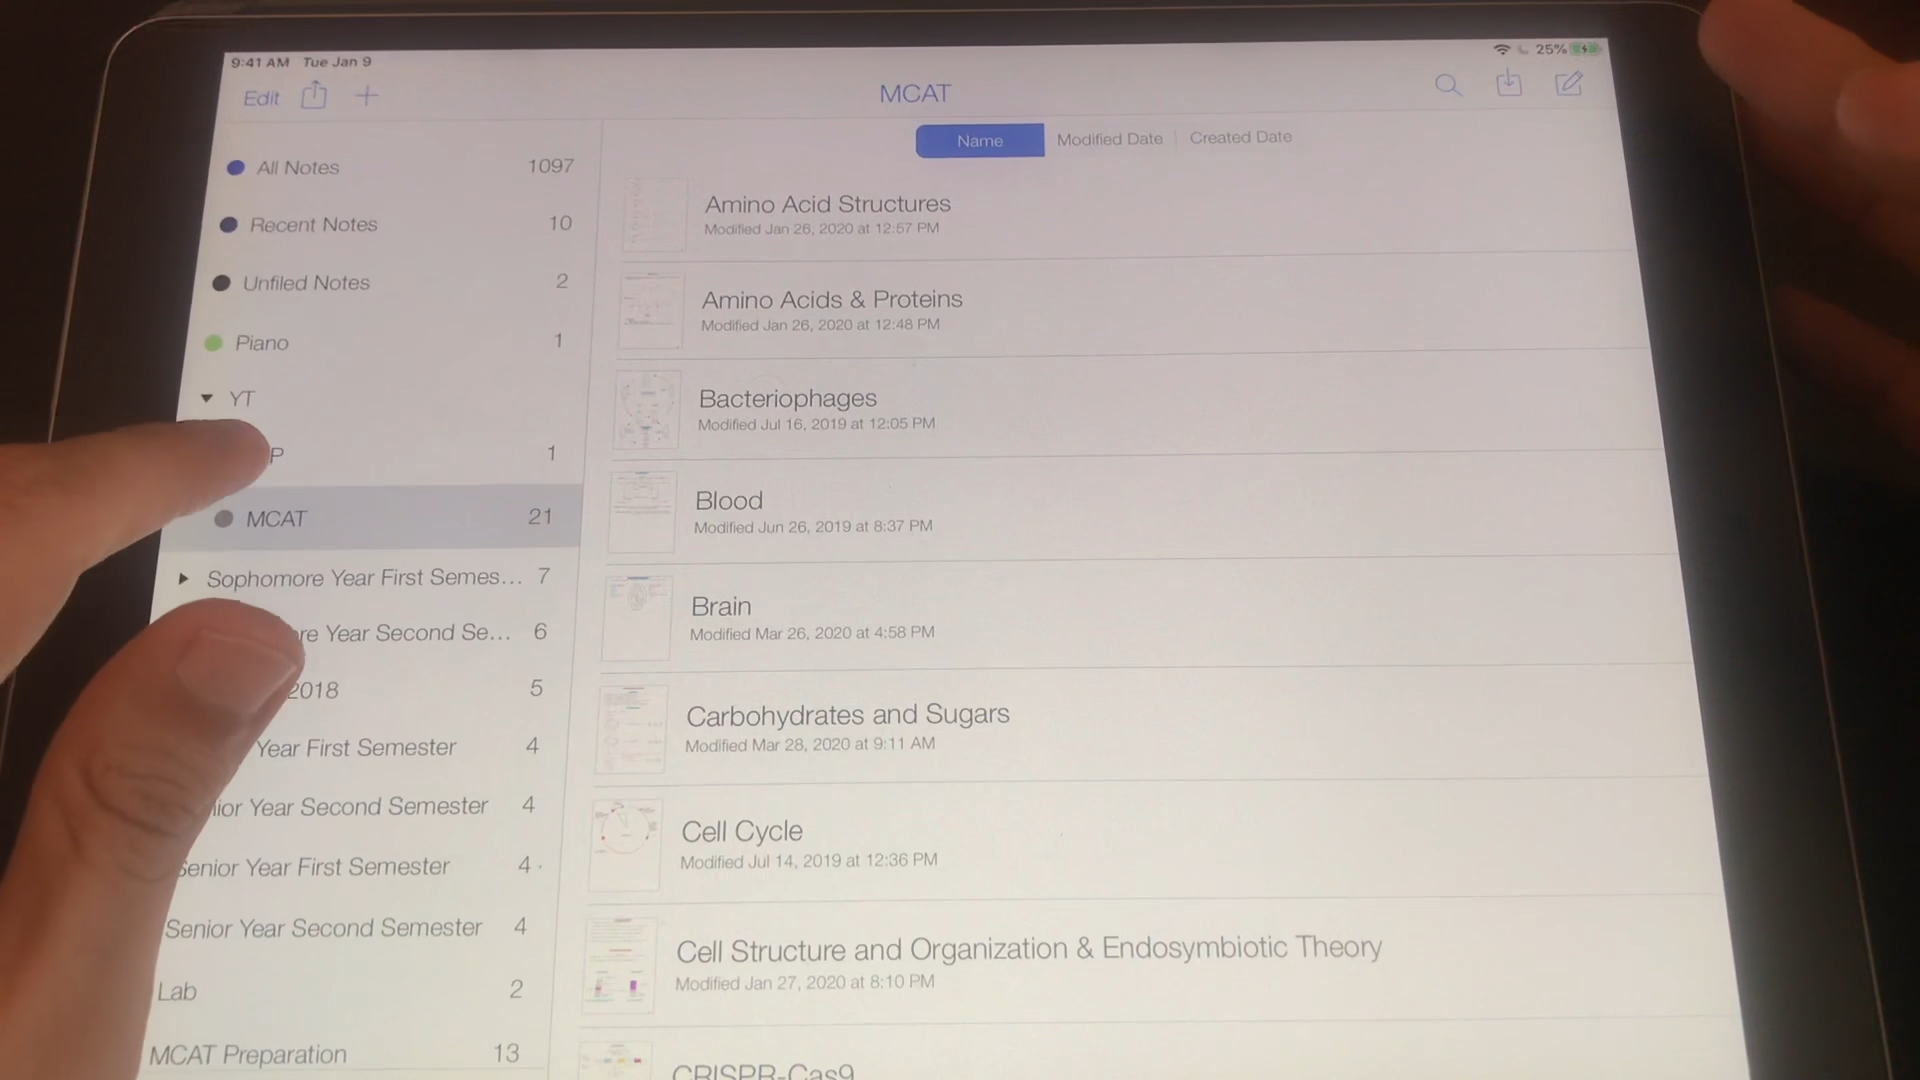 9:41 AM Tue Jan 9
25%
Edit
MCAT
Name
Modified Date
Created Date
All Notes 1097
Recent Notes 10
Unfiled Notes 2
Piano 1
YT
P 1
MCAT 21
Sophomore Year First Semes... 7
re Year Second Se... 6
2018 5
Year First Semester 4
ior Year Second Semester 4
Senior Year First Semester 4
Senior Year Second Semester 4
Lab 2
MCAT Preparation 13
Amino Acid Structures
Modified Jan 26, 2020 at 12:57 PM
Amino Acids & Proteins
Modified Jan 26, 2020 at 12:48 PM
Bacteriophages
Modified Jul 16, 2019 at 12:05 PM
Blood
Modified Jun 26, 2019 at 8:37 PM
Brain
Modified Mar 26, 2020 at 4:58 PM
Carbohydrates and Sugars
Modified Mar 28, 2020 at 9:11 AM
Cell Cycle
Modified Jul 14, 2019 at 12:36 PM
Cell Structure and Organization & Endosymbiotic Theory
Modified Jan 27, 2020 at 8:10 PM
CRISPR-Cas9